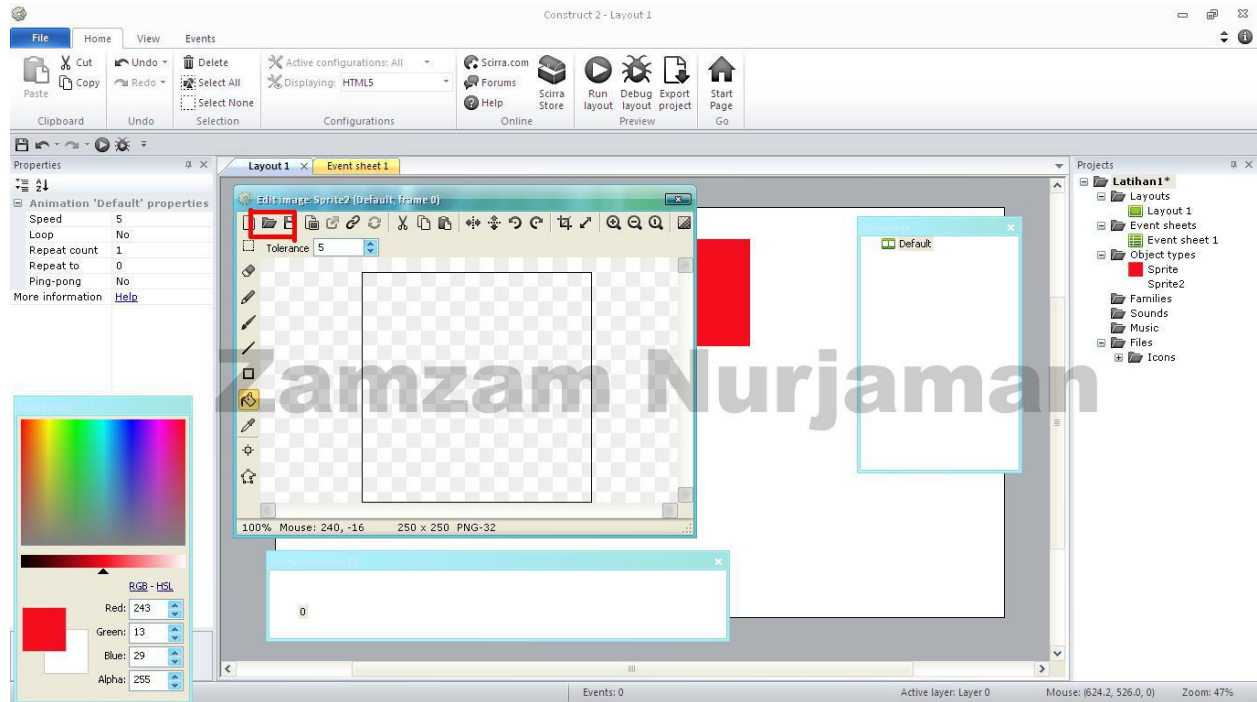 Construct 2 - Layout 1
File Home View Events
Paste
Cut
Copy
Clipboard
Undo
Redo
Undo
Delete
Select All
Select None
Selection
Active configurations: All
Displaying: HTML5
Configurations
Scirra.com
Forums
Help
Scirra Store
Online
Run layout
Debug layout
Export project
Preview
Start Page
Go
Properties
Animation 'Default' properties
Speed 5
Loop No
Repeat count 1
Repeat to 0
Ping-pong No
More information Help
Layout 1 Event sheet 1
Edit image: Sprite2 (Default, frame 0)
Tolerance 5
100% Mouse: 240, -16 250 x 250 PNG-32
Default
0
Zamzam Nurjaman
RGB - HSL
Red: 243
Green: 13
Blue: 29
Alpha: 255
Projects
Latihan1*
Layouts
Layout 1
Event sheets
Event sheet 1
Object types
Sprite
Sprite2
Families
Sounds
Music
Files
Icons
Events: 0 Active layer: Layer 0 Mouse: (624.2, 526.0, 0) Zoom: 47%